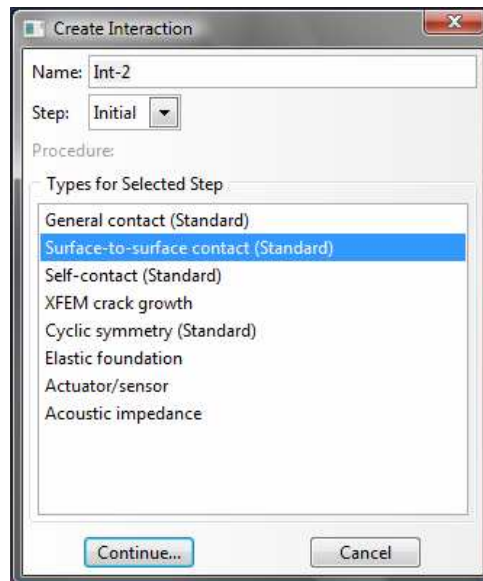 Create Interaction
Name: Int-2
Step: Initial
Procedure:
Types for Selected Step
General contact (Standard)
Surface-to-surface contact (Standard)
Self-contact (Standard)
XFEM crack growth
Cyclic symmetry (Standard)
Elastic foundation
Actuator/sensor
Acoustic impedance
Continue... Cancel